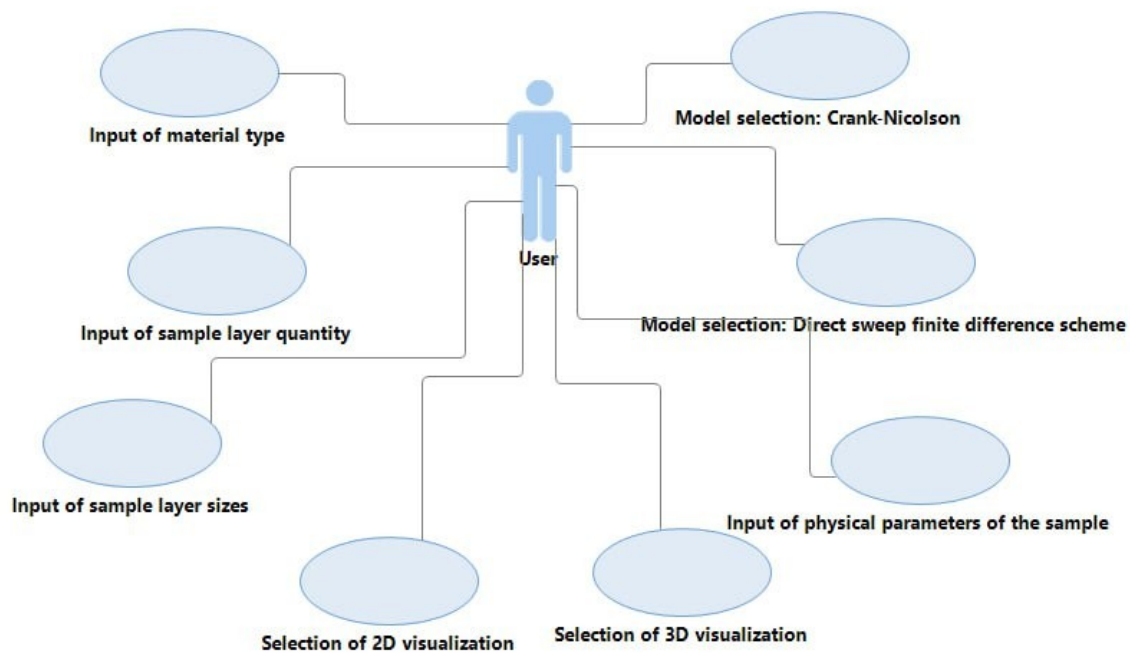 Input of material type
Model selection: Crank-Nicolson
User
Input of sample layer quantity
Model selection: Direct sweep finite difference scheme
Input of sample layer sizes
Input of physical parameters of the sample
Selection of 2D visualization
Selection of 3D visualization